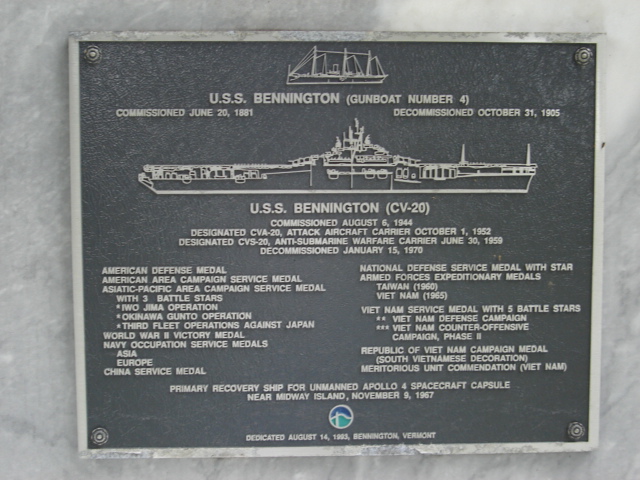 U.S.S. BENNINGTON (GUNBOAT NUMBER 4)
COMMISSIONED JUNE 20, 1881 DECOMMISSIONED OCTOBER 31, 1905
U.S.S. BENNINGTON (CV-20)
COMMISSIONED AUGUST 6, 1944
DESIGNATED CVA-20, ATTACK AIRCRAFT CARRIER OCTOBER 1, 1952
DESIGNATED CVS-20, ANTI-SUBMARINE WARFARE CARRIER JUNE 30, 1959
DECOMMISSIONED JANUARY 15, 1970
AMERICAN DEFENSE MEDAL
AMERICAN AREA CAMPAIGN SERVICE MEDAL
ASIATIC-PACIFIC AREA CAMPAIGN SERVICE MEDAL
WITH 3 BATTLE STARS
*IWO JIMA OPERATION
*OKINAWA GUNTO OPERATION
*THIRD FLEET OPERATIONS AGAINST JAPAN
WORLD WAR II VICTORY MEDAL
NAVY OCCUPATION SERVICE MEDALS
ASIA
EUROPE
CHINA SERVICE MEDAL
NATIONAL DEFENSE SERVICE MEDAL WITH STAR
ARMED FORCES EXPEDITIONARY MEDALS
TAIWAN (1960)
VIET NAM (1965)
VIET NAM SERVICE MEDAL WITH 5 BATTLE STARS
** VIET NAM DEFENSE CAMPAIGN
*** VIET NAM COUNTER-OFFENSIVE
CAMPAIGN, PHASE II
REPUBLIC OF VIET NAM CAMPAIGN MEDAL
(SOUTH VIETNAMESE DECORATION)
MERITORIOUS UNIT COMMENDATION (VIET NAM)
PRIMARY RECOVERY SHIP FOR UNMANNED APOLLO 4 SPACECRAFT CAPSULE
NEAR MIDWAY ISLAND, NOVEMBER 9, 1967
DEDICATED AUGUST 14, 1993, BENNINGTON, VERMONT